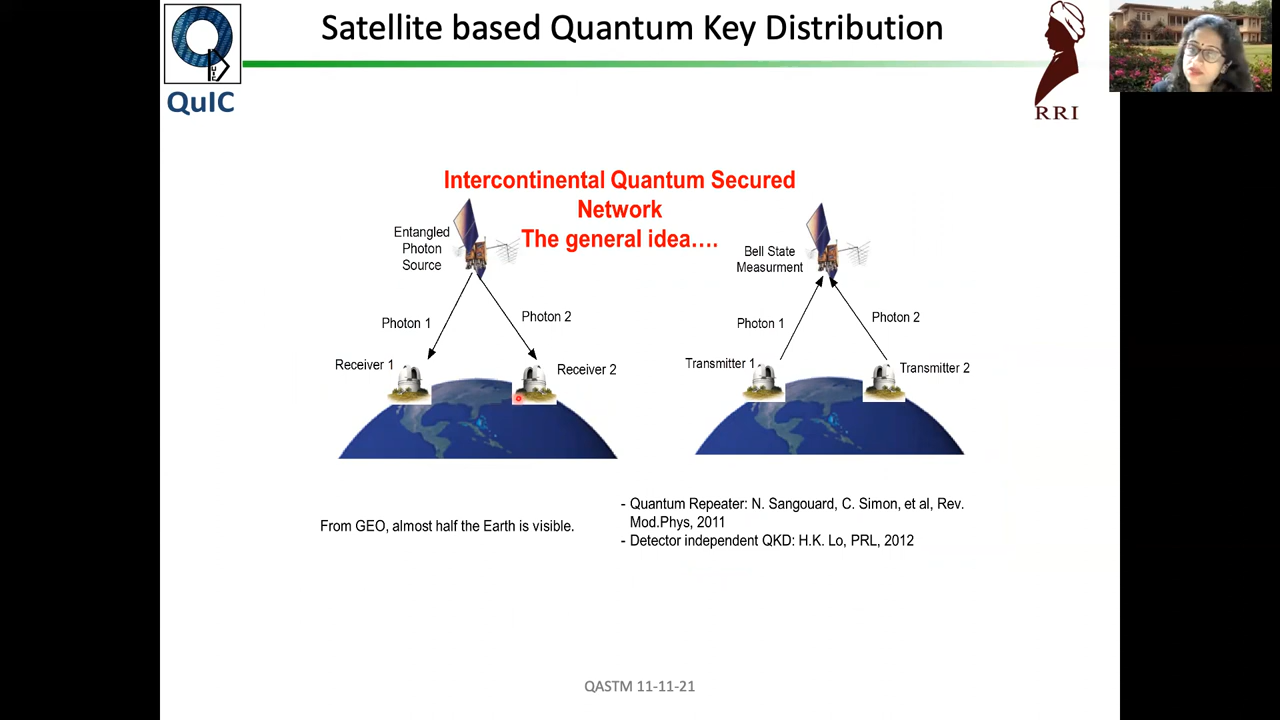 Satellite based Quantum Key Distribution
QuIC
RRI
Intercontinental Quantum Secured
Network
The general idea....
Entangled
Photon
Source
Photon 1
Photon 2
Receiver 1
Receiver 2
Bell State
Measurment
Photon 1
Photon 2
Transmitter 1
Transmitter 2
From GEO, almost half the Earth is visible.
- Quantum Repeater: N. Sangouard, C. Simon, et al, Rev.
Mod.Phys, 2011
- Detector independent QKD: H.K. Lo, PRL, 2012
QASTM 11-11-21